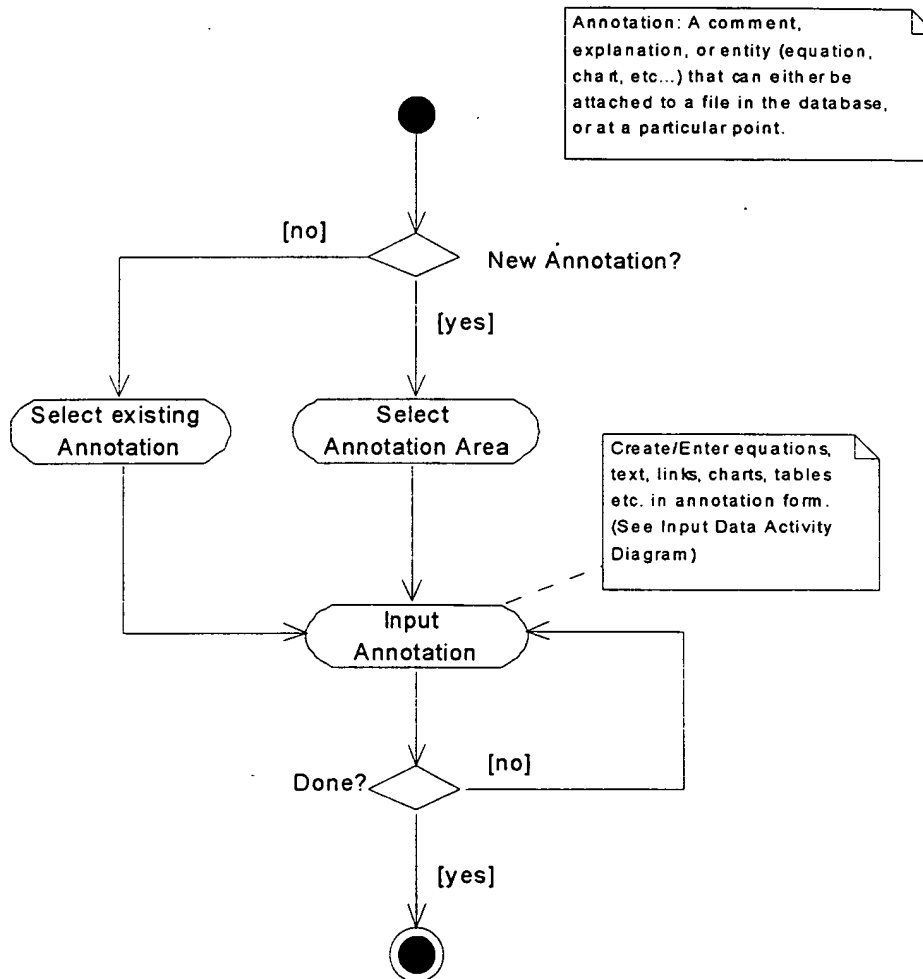 Annotation: A comment,
explanation, or entity (equation,
chart, etc...) that can either be
attached to a file in the database,
or at a particular point.
[no]
New Annotation?
[yes]
Select existing
Annotation
Select
Annotation Area
Create/Enter equations,
text, links, charts, tables
etc. in annotation form.
(See Input Data Activity
Diagram)
Input
Annotation
Done?
[no]
[yes]